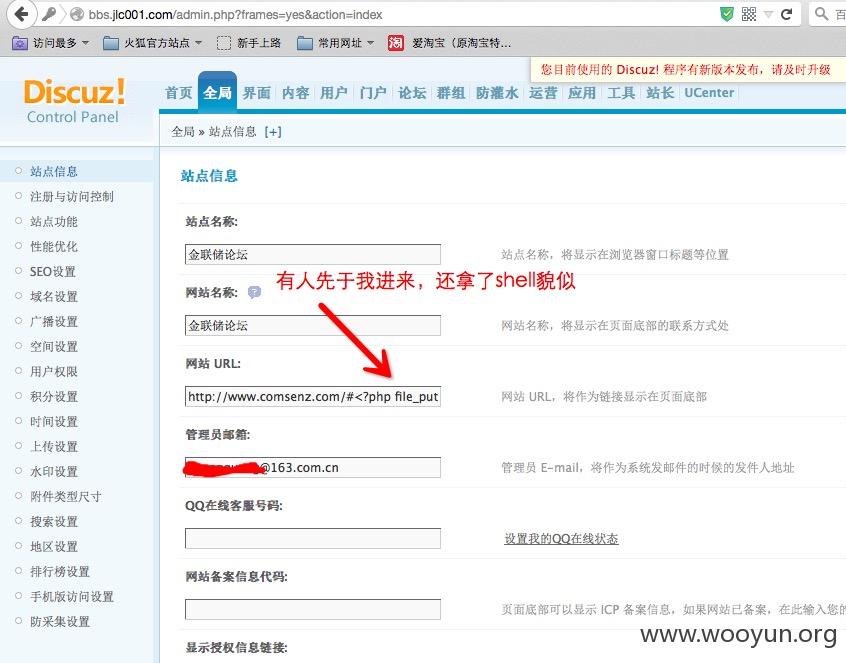 bbs.jlc001.com/admin.php?frames=yes&action=index
访问最多 火狐官方站点 新手上路 常用网址 淘 爱淘宝（原淘宝特...
您目前使用的 Discuz! 程序有新版本发布，请及时升级
Discuz!
Control Panel
首页 全局 界面 内容 用户 门户 论坛 群组 防灌水 运营 应用 工具 站长 UCenter
全局 » 站点信息 [+]
站点信息
注册与访问控制
站点功能
性能优化
SEO设置
域名设置
广播设置
空间设置
用户权限
积分设置
时间设置
上传设置
水印设置
附件类型尺寸
搜索设置
地区设置
排行榜设置
手机版访问设置
防采集设置
站点信息
站点名称:
金联储论坛 站点名称，将显示在浏览器窗口标题等位置
有人先于我进来，还拿了shell貌似
网站名称: ?
金联储论坛 网站名称，将显示在页面底部的联系方式处
网站 URL:
http://www.comsenz.com/#<?php file_put 网站 URL，将作为链接显示在页面底部
管理员邮箱:
@163.com.cn 管理员 E-mail，将作为系统发邮件的时候的发件人地址
QQ在线客服号码:
设置我的QQ在线状态
网站备案信息代码:
页面底部可以显示 ICP 备案信息，如果网站已备案，在此输入您的
www.wooyun.org
显示授权信息链接: